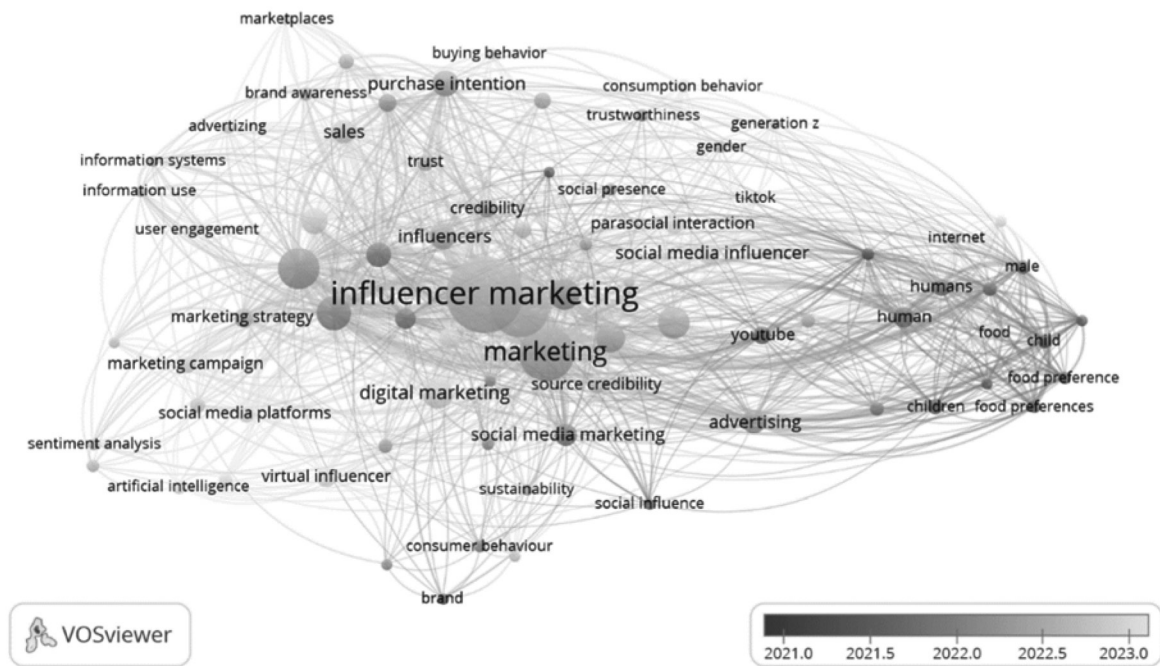 marketplaces
buying behavior
purchase intention
consumption behavior
brand awareness
trustworthiness
advertizing
sales
generation z
gender
information systems
trust
information use
social presence
tiktok
credibility
user engagement
parasocial interaction
influencers
internet
social media influencer
male
humans
influencer marketing
marketing strategy
human
youtube
food
child
marketing
marketing campaign
food preference
source credibility
digital marketing
children
food preferences
social media platforms
advertising
social media marketing
sentiment analysis
virtual influencer
artificial intelligence
sustainability
social influence
consumer behaviour
brand
VOSviewer
2021.0 2021.5 2022.0 2022.5 2023.0